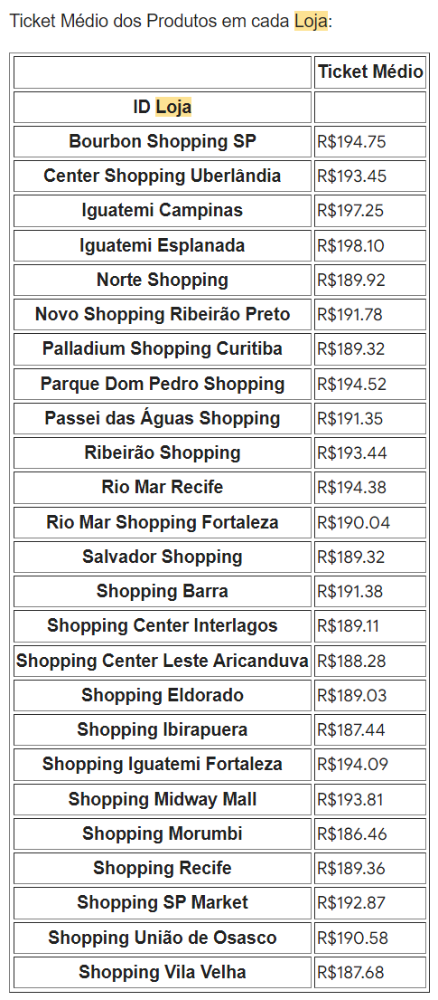 Ticket Médio dos Produtos em cada Loja:
Ticket Médio
ID Loja
Bourbon Shopping SP R$194.75
Center Shopping Uberlândia R$193.45
Iguatemi Campinas R$197.25
Iguatemi Esplanada R$198.10
Norte Shopping R$189.92
Novo Shopping Ribeirão Preto R$191.78
Palladium Shopping Curitiba R$189.32
Parque Dom Pedro Shopping R$194.52
Passei das Águas Shopping R$191.35
Ribeirão Shopping R$193.44
Rio Mar Recife R$194.38
Rio Mar Shopping Fortaleza R$190.04
Salvador Shopping R$189.32
Shopping Barra R$191.38
Shopping Center Interlagos R$189.11
Shopping Center Leste Aricanduva R$188.28
Shopping Eldorado R$189.03
Shopping Ibirapuera R$187.44
Shopping Iguatemi Fortaleza R$194.09
Shopping Midway Mall R$193.81
Shopping Morumbi R$186.46
Shopping Recife R$189.36
Shopping SP Market R$192.87
Shopping União de Osasco R$190.58
Shopping Vila Velha R$187.68